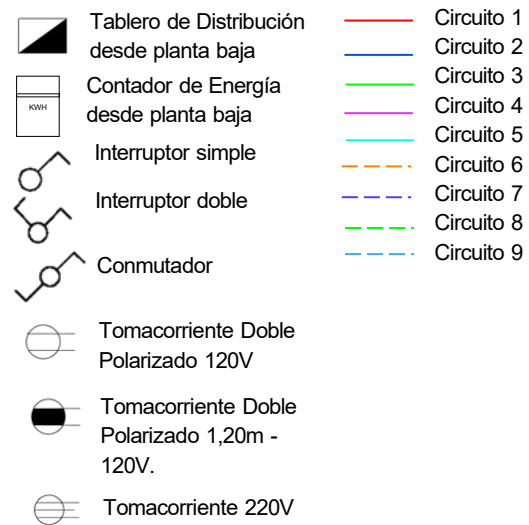 Tablero de Distribución
desde planta baja
Contador de Energía
desde planta baja
KWH
Interruptor simple
Interruptor doble
Conmutador
Tomacorriente Doble
Polarizado 120V
Tomacorriente Doble
Polarizado 1,20m -
120V.
Tomacorriente 220V
Circuito 1
Circuito 2
Circuito 3
Circuito 4
Circuito 5
Circuito 6
Circuito 7
Circuito 8
Circuito 9